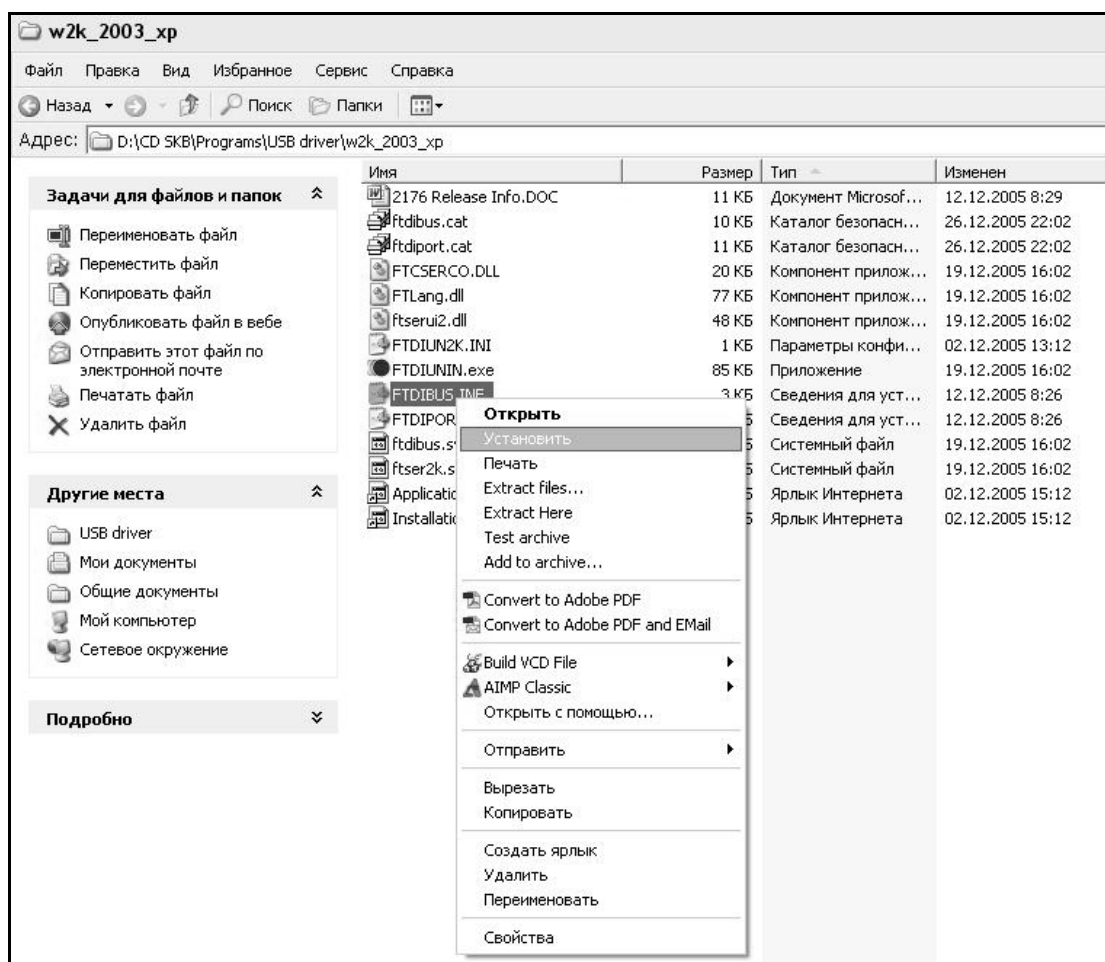 w2k_2003_xp
Файл Правка Вид Избранное Сервис Справка
Назад Поиск Папки
Адрес: D:\CD SKB\Programs\USB driver\w2k_2003_xp
Задачи для файлов и папок
Переименовать файл
Переместить файл
Копировать файл
Опубликовать файл в вебе
Отправить этот файл по
электронной почте
Печатать файл
Удалить файл
Другие места
USB driver
Мои документы
Общие документы
Мой компьютер
Сетевое окружение
Подробно
Имя Размер Тип Изменен
2176 Release Info.DOC 11 КБ Документ Microsof... 12.12.2005 8:29
ftdibus.cat 10 КБ Каталог безопасн... 26.12.2005 22:02
ftdiport.cat 11 КБ Каталог безопасн... 26.12.2005 22:02
FTCSERCO.DLL 20 КБ Компонент прилож... 19.12.2005 16:02
FTLang.dll 77 КБ Компонент прилож... 19.12.2005 16:02
ftserui2.dll 48 КБ Компонент прилож... 19.12.2005 16:02
FTDIUN2K.INI 1 КБ Параметры конфи... 02.12.2005 13:12
FTDIUNIN.exe 85 КБ Приложение 19.12.2005 16:02
FTDIBUS.INF 3 КБ Сведения для уст... 12.12.2005 8:26
FTDIPOR Б Сведения для уст... 12.12.2005 8:26
ftdibus.s Б Системный файл 19.12.2005 16:02
ftser2k.s Б Системный файл 19.12.2005 16:02
Applicatio Б Ярлык Интернета 02.12.2005 15:12
Installatio Б Ярлык Интернета 02.12.2005 15:12
Открыть
Установить
Печать
Extract files...
Extract Here
Test archive
Add to archive...
Convert to Adobe PDF
Convert to Adobe PDF and EMail
Build VCD File
AIMP Classic
Открыть с помощью...
Отправить
Вырезать
Копировать
Создать ярлык
Удалить
Переименовать
Свойства